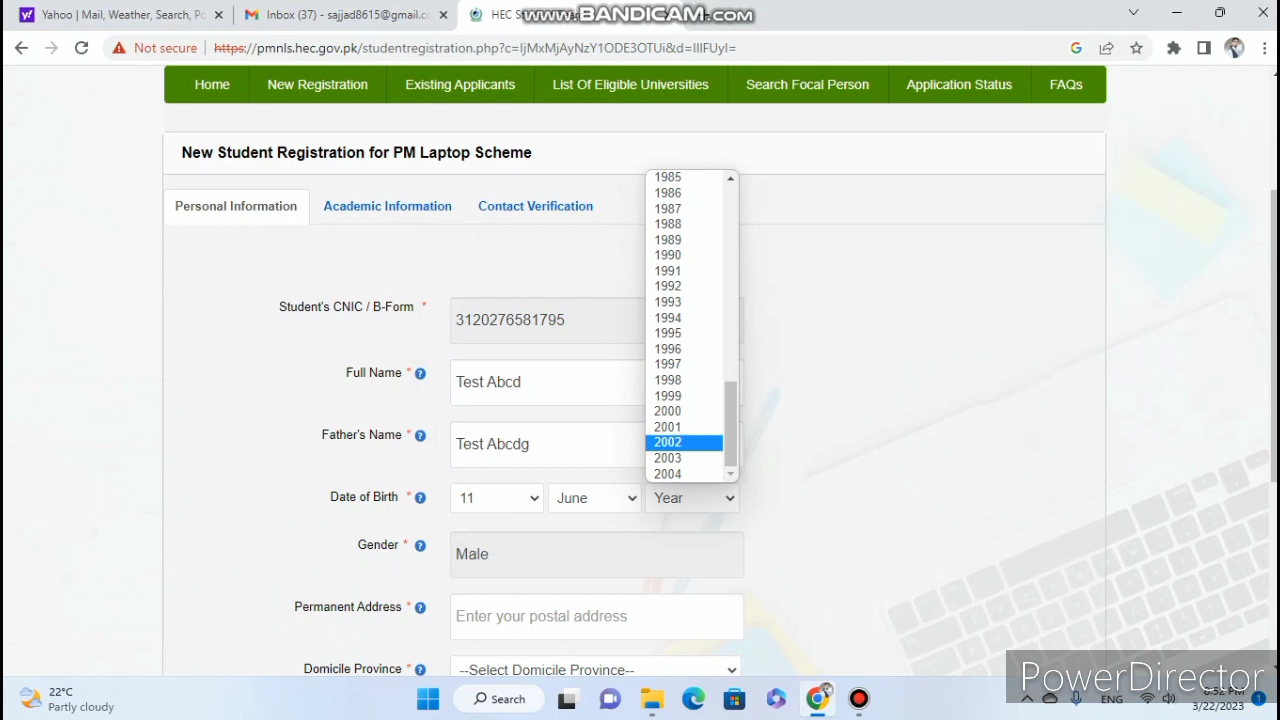 Yahoo | Mail, Weather, Search, Po
Inbox (37) - sajjad8615@gmail.co
HEC S
www.BANDICAM.com
Not secure
https://pmnls.hec.gov.pk/studentregistration.php?c=IjMxMjAyNzY1ODE3OTUi&d=IllFUyI=
Home
New Registration
Existing Applicants
List Of Eligible Universities
Search Focal Person
Application Status
FAQs
New Student Registration for PM Laptop Scheme
Personal Information
Academic Information
Contact Verification
1985
1986
1987
1988
1989
1990
1991
1992
1993
1994
1995
1996
1997
1998
1999
2000
2001
2002
2003
2004
Student's CNIC / B-Form *
3120276581795
Full Name * ?
Test Abcd
Father's Name * ?
Test Abcdg
Date of Birth * ?
11
June
Year
Gender * ?
Male
Permanent Address * ?
Enter your postal address
Domicile Province * ?
--Select Domicile Province--
PowerDirector
22°C
Partly cloudy
Search
ENG
3/22/2023
1